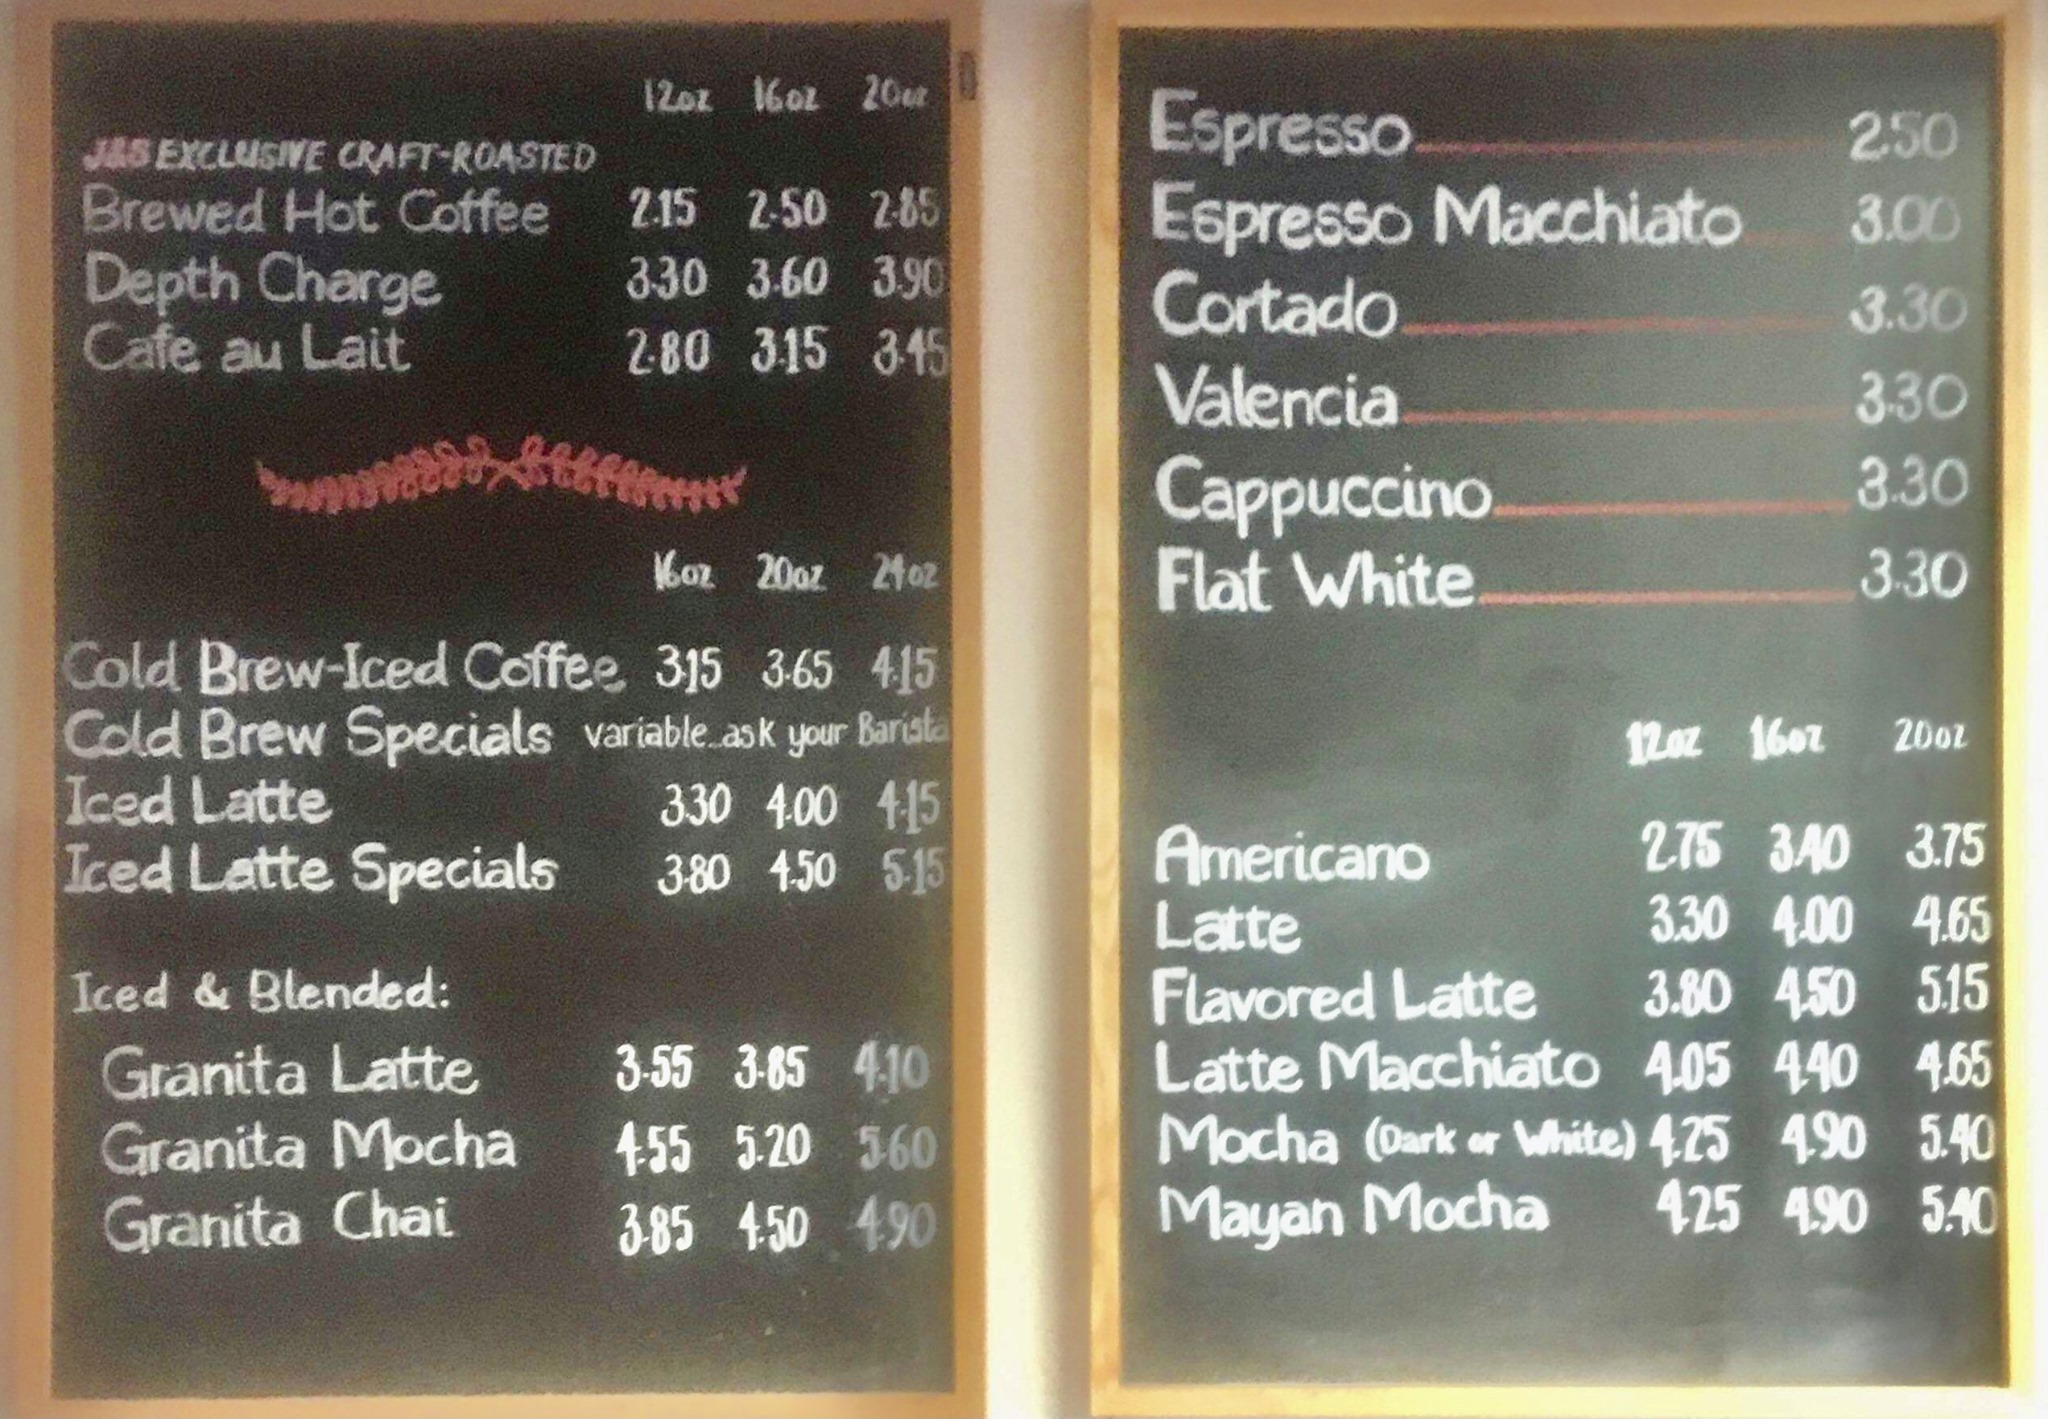 12oz 16oz 20oz
J&S EXCLUSIVE CRAFT-ROASTED
Brewed Hot Coffee 2.15 2.50 2.85
Depth Charge 3.30 3.60 3.90
Cafe au Lait 2.80 3.15 3.45
16oz 20oz 24oz
Cold Brew-Iced Coffee 3.15 3.65 4.15
Cold Brew Specials variable...ask your Barista
Iced Latte 3.30 4.00 4.15
Iced Latte Specials 3.80 4.50 5.15
Iced & Blended:
Granita Latte 3.55 3.85 4.10
Granita Mocha 4.55 5.20 5.60
Granita Chai 3.85 4.50 4.90
Espresso 2.50
Espresso Macchiato 3.00
Cortado 3.30
Valencia 3.30
Cappuccino 3.30
Flat White 3.30
12oz 16oz 20oz
Americano 2.75 3.40 3.75
Latte 3.30 4.00 4.65
Flavored Latte 3.80 4.50 5.15
Latte Macchiato 4.05 4.40 4.65
Mocha (Dark or White) 4.25 4.90 5.40
Mayan Mocha 4.25 4.90 5.40